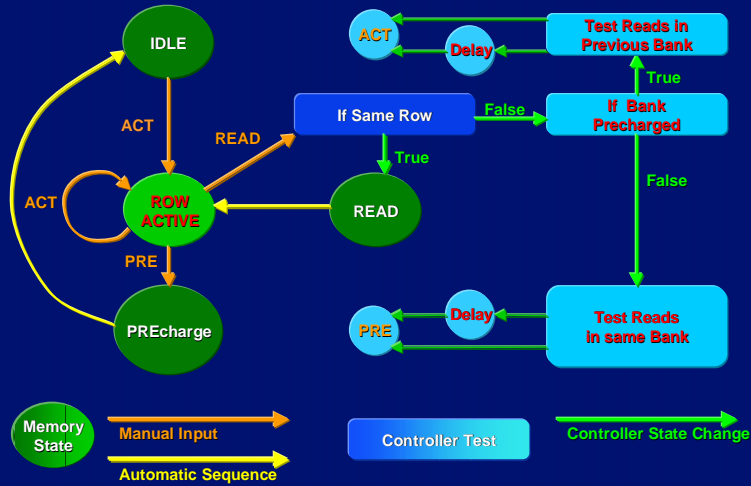 IDLE
ACT
Delay
Test Reads in
Previous Bank
True
ACT
READ
If Same Row
False
If Bank
Precharged
True
False
ACT
ROW
ACTIVE
READ
PRE
PREcharge
PRE
Delay
Test Reads
in same Bank
Memory
State
Manual Input
Automatic Sequence
Controller Test
Controller State Change